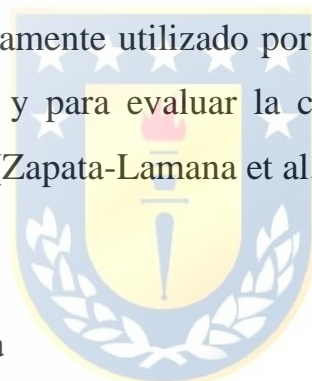 amente utilizado por
y para evaluar la c
Zapata-Lamana et al.
a